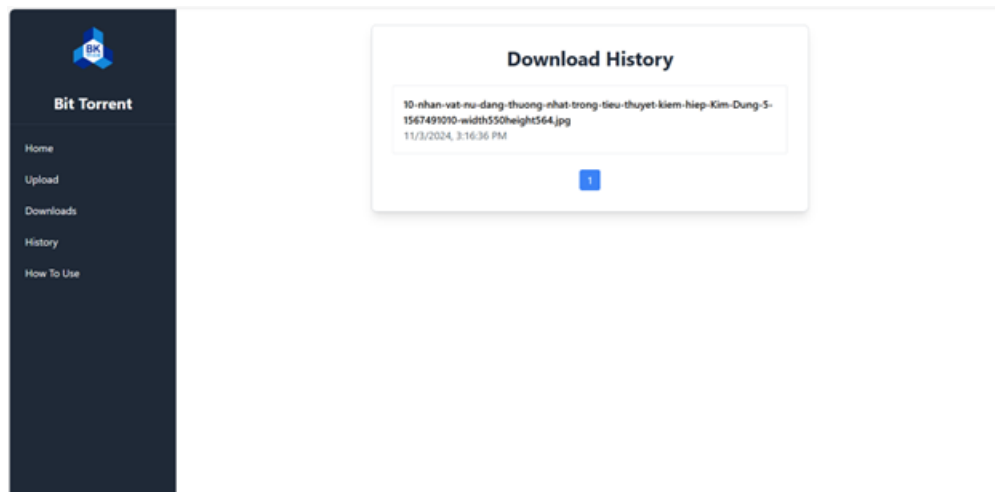 BK
Bit Torrent
Home
Upload
Downloads
History
How To Use
Download History
10-nhan-vat-nu-dang-thuong-nhat-trong-tieu-thuyet-kiem-hiep-Kim-Dung-5-
1567491010-width550height564.jpg
11/3/2024, 3:16:36 PM
1